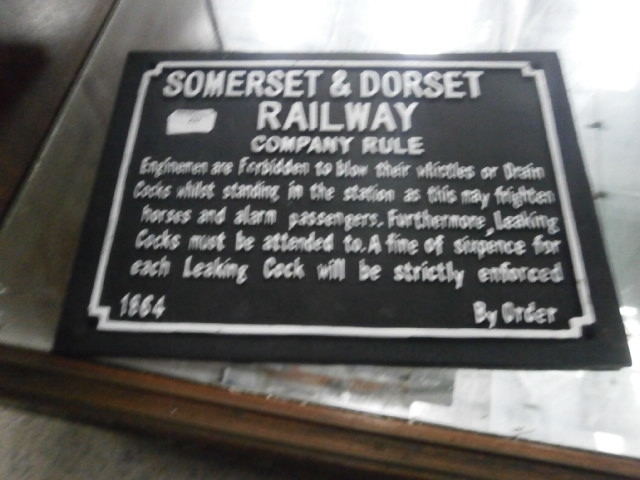 SOMERSET & DORSET
RAILWAY
COMPANY RULE
Enginemen are Forbidden to blow their whistles or Drain
Cocks whilst standing in the station as this may frighten
horses and alarm passengers. Furthermore, Leaking
Cocks must be attended to. A fine of sixpence for
each Leaking Cock will be strictly enforced
1864 By Order